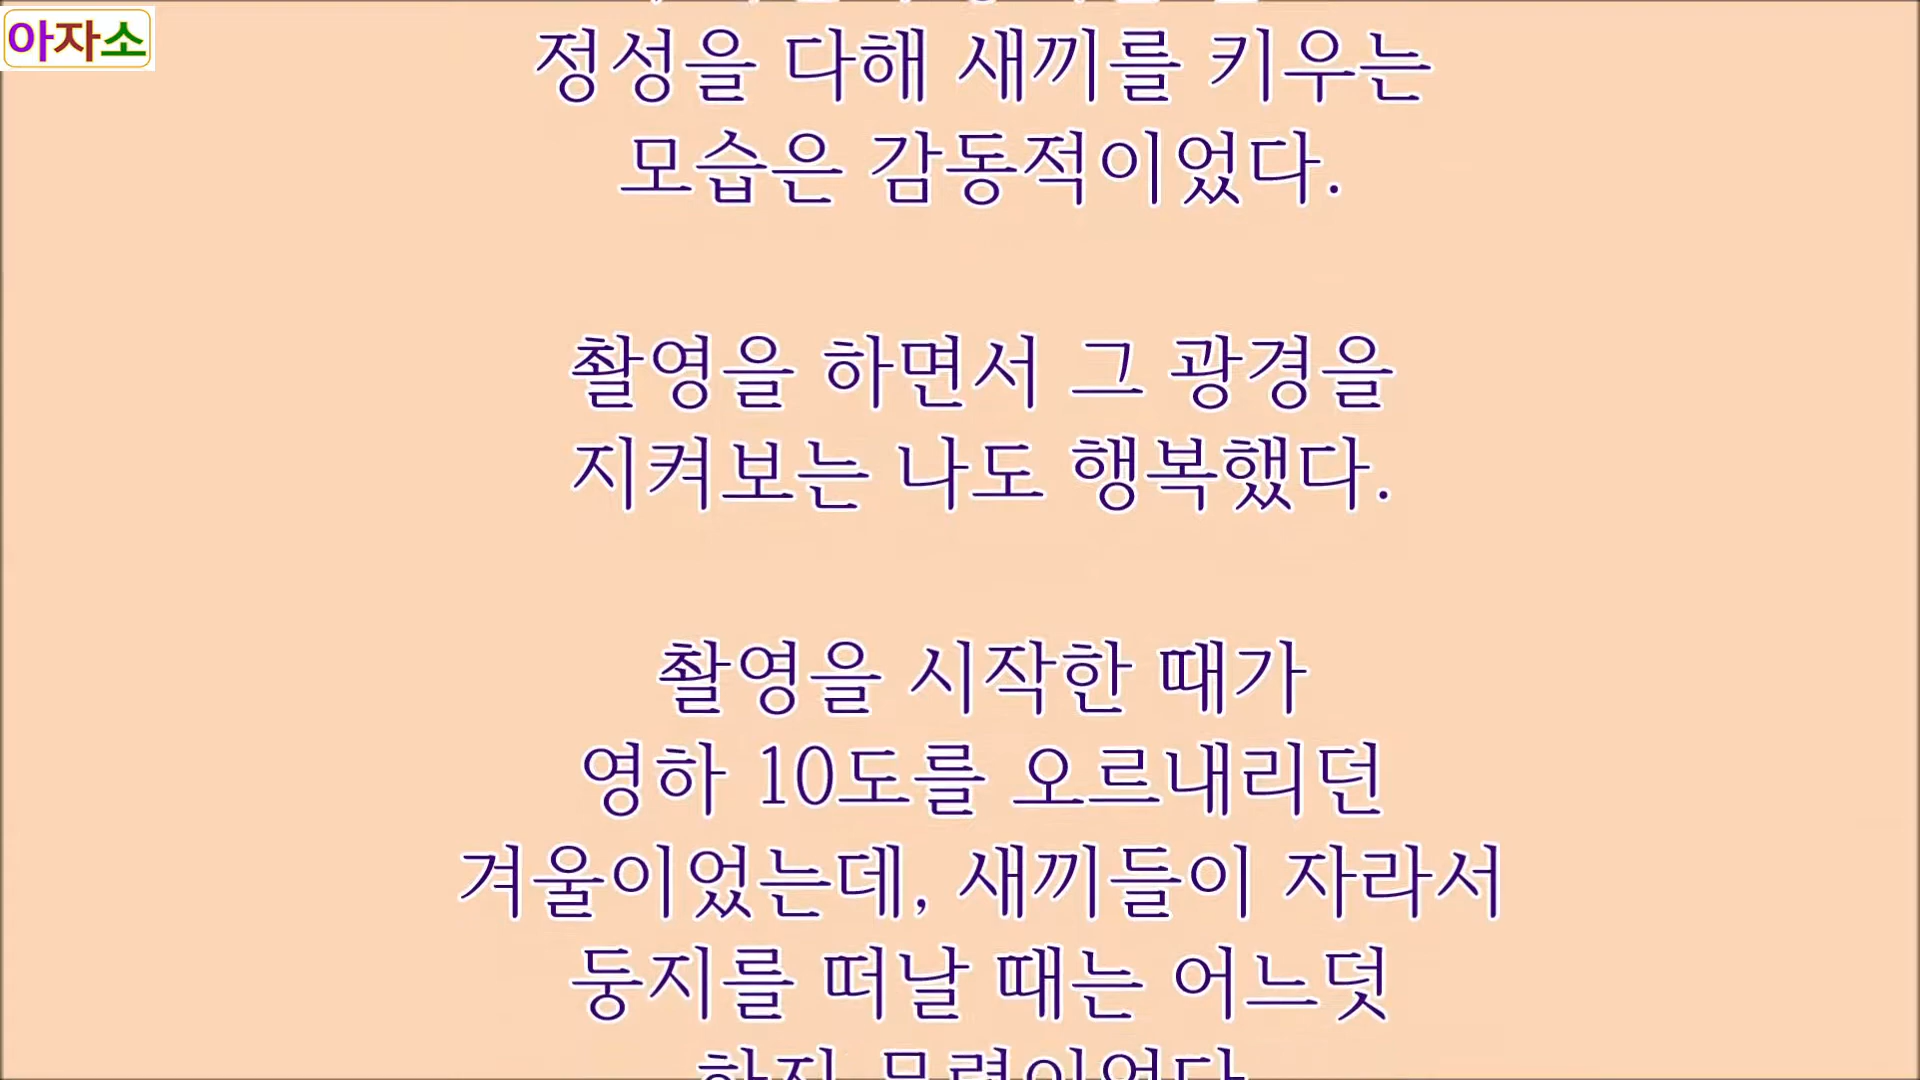 아자소
정성을 다해 새끼를 키우는
모습은 감동적이었다.
촬영을 하면서 그 광경을
지켜보는 나도 행복했다.
촬영을 시작한 때가
영하 10도를 오르내리던
겨울이었는데, 새끼들이 자라서
둥지를 떠날 때는 어느덧